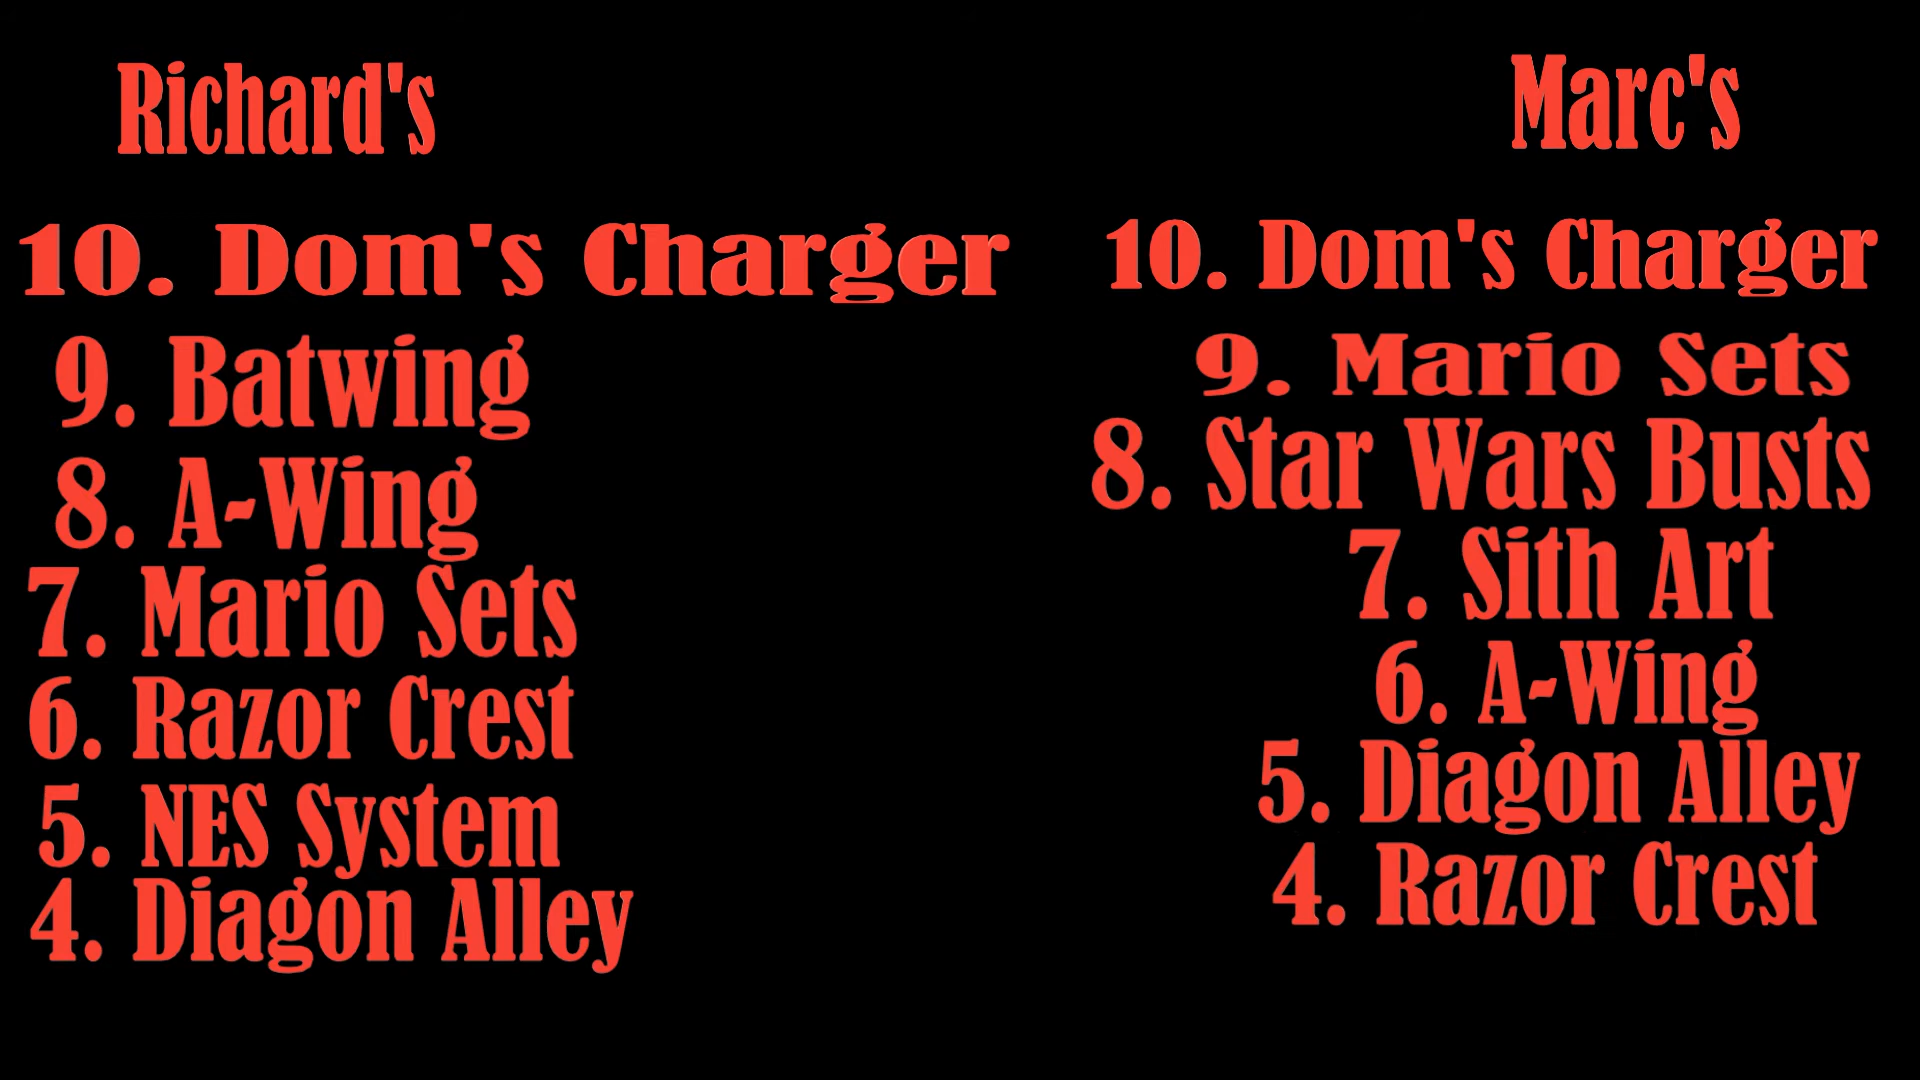 Richard's
10. Dom's Charger
9. Batwing
8. A-Wing
7. Mario Sets
6. Razor Crest
5. NES System
4. Diagon Alley
Marc's
10. Dom's Charger
9. Mario Sets
8. Star Wars Busts
7. Sith Art
6. A-Wing
5. Diagon Alley
4. Razor Crest